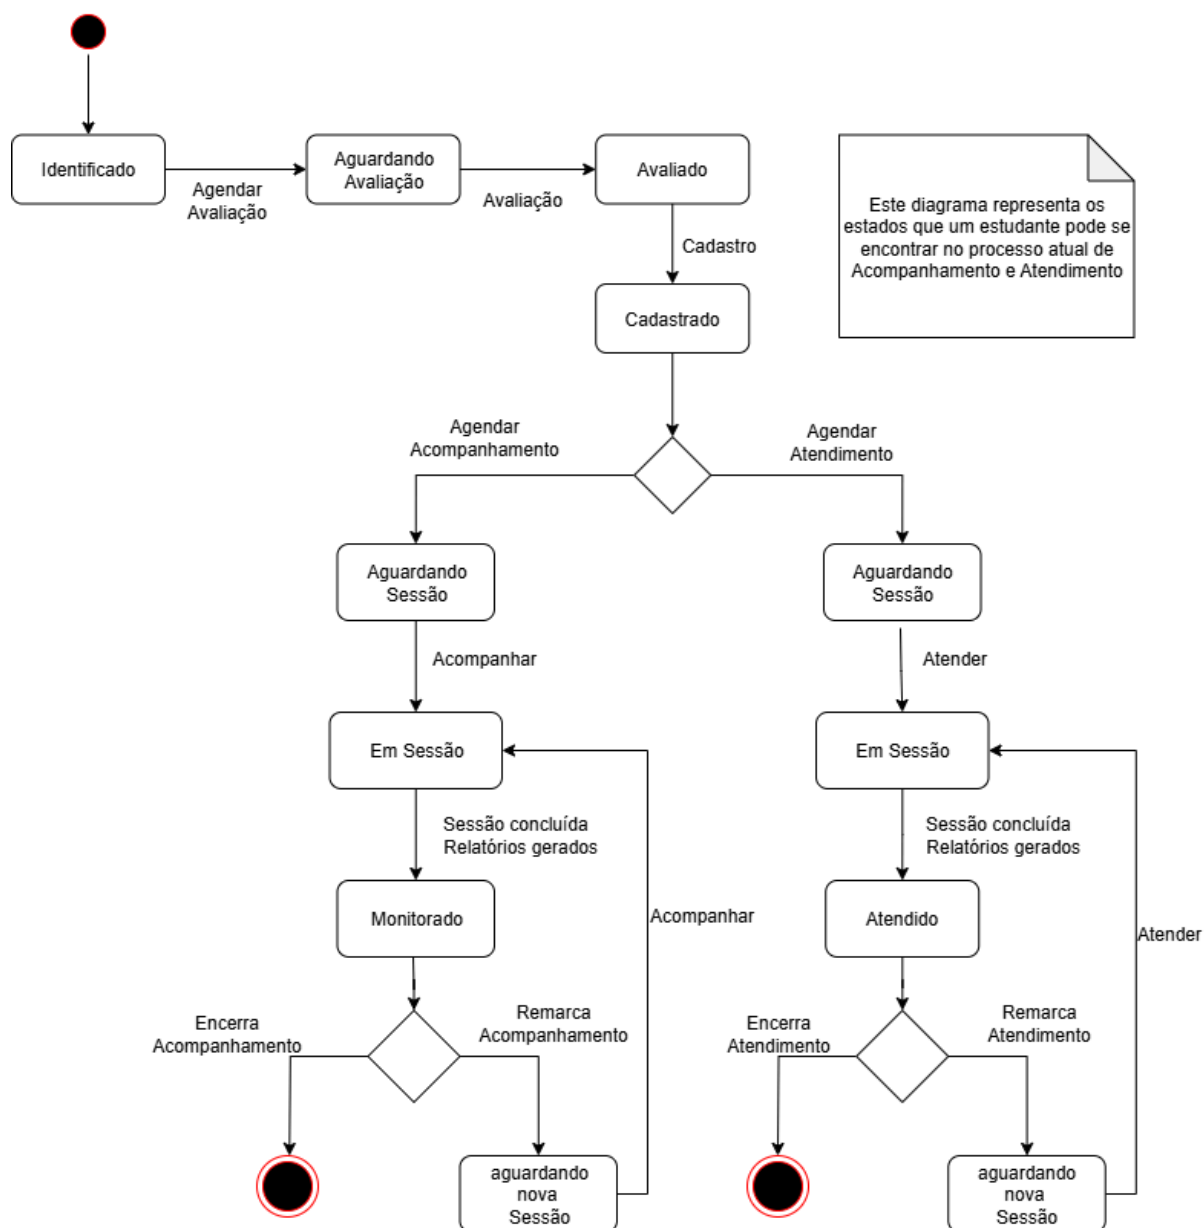 Identificado
Agendar
Avaliação
Aguardando
Avaliação
Avaliação
Avaliado
Este diagrama representa os
estados que um estudante pode se
encontrar no processo atual de
Acompanhamento e Atendimento
Cadastro
Cadastrado
Agendar
Acompanhamento
Agendar
Atendimento
Aguardando
Sessão
Aguardando
Sessão
Acompanhar
Atender
Em Sessão
Em Sessão
Sessão concluída
Relatórios gerados
Sessão concluída
Relatórios gerados
Monitorado
Acompanhar
Atendido
Atender
Encerra
Acompanhamento
Remarca
Acompanhamento
Encerra
Atendimento
Remarca
Atendimento
aguardando
nova
Sessão
aguardando
nova
Sessão